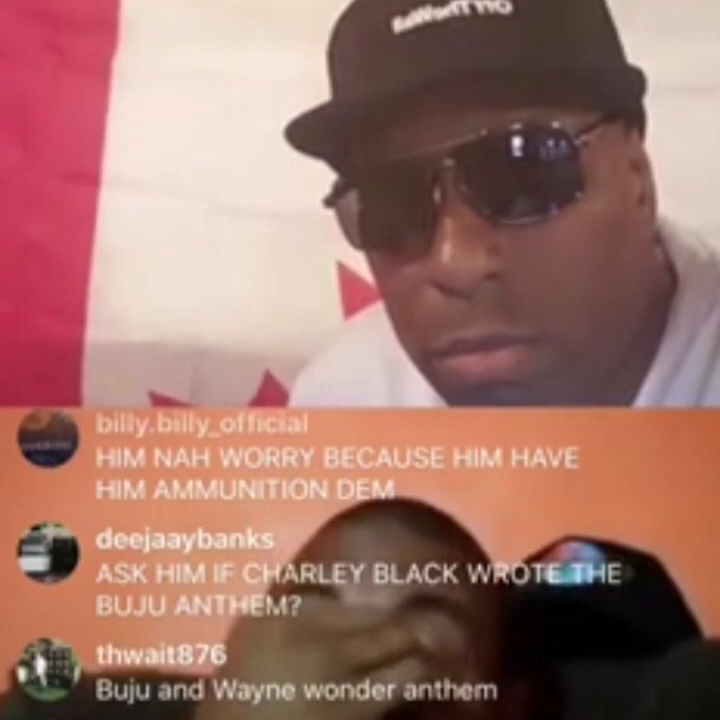 billy.billy_official
HIM NAH WORRY BECAUSE HIM HAVE
HIM AMMUNITION DEM
deejaaybanks
ASK HIM IF CHARLEY BLACK WROTE THE
BUJU ANTHEM?
thwait876
Buju and Wayne wonder anthem